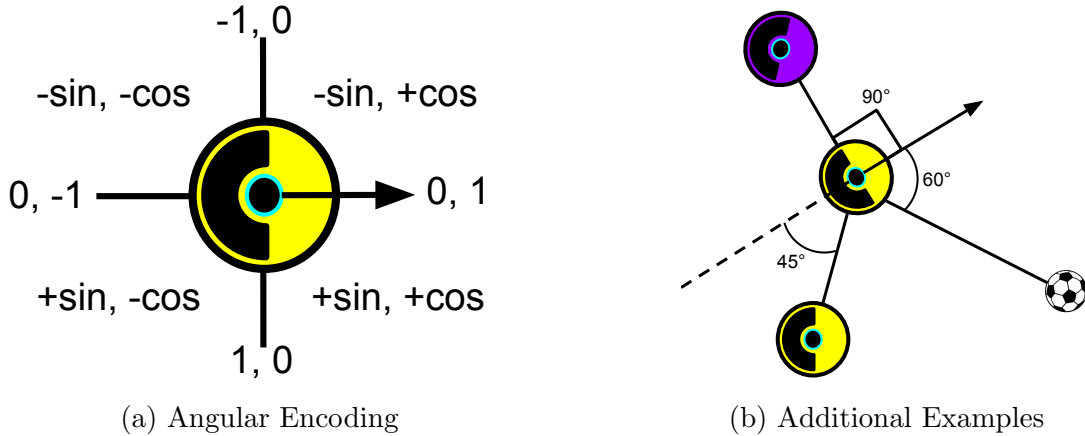 -1, 0
-sin, -cos
-sin, +cos
0, -1
0, 1
+sin, -cos
+sin, +cos
1, 0
(a) Angular Encoding
90°
60°
45°
(b) Additional Examples